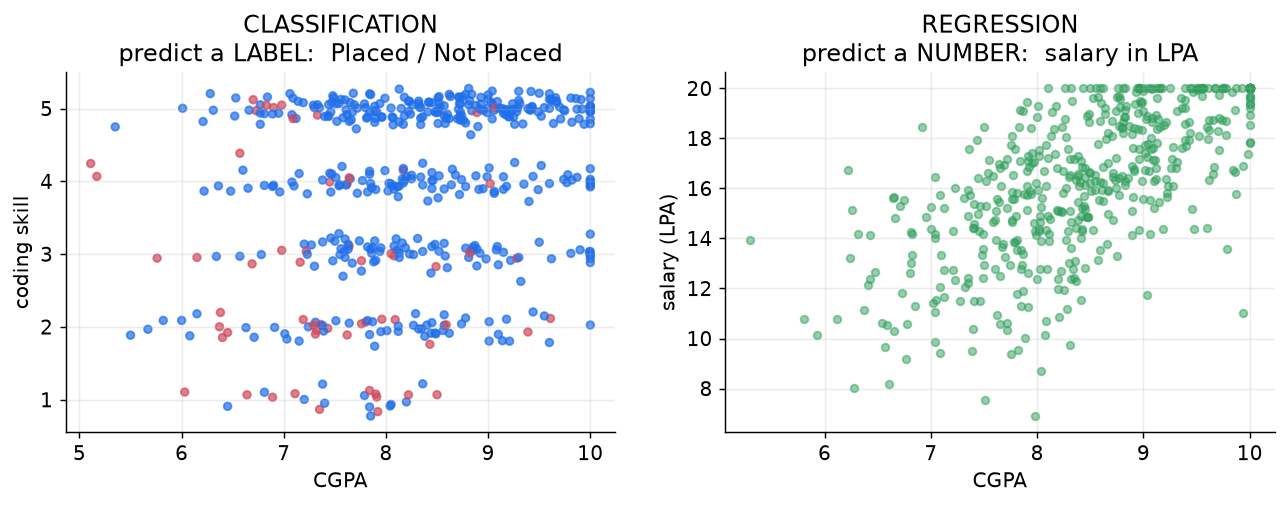 CLASSIFICATION
predict a LABEL:  Placed / Not Placed
coding skill
5
4
3
2
1
5 6 7 8 9 10
CGPA
REGRESSION
predict a NUMBER:  salary in LPA
salary (LPA)
20
18
16
14
12
10
8
6 7 8 9 10
CGPA